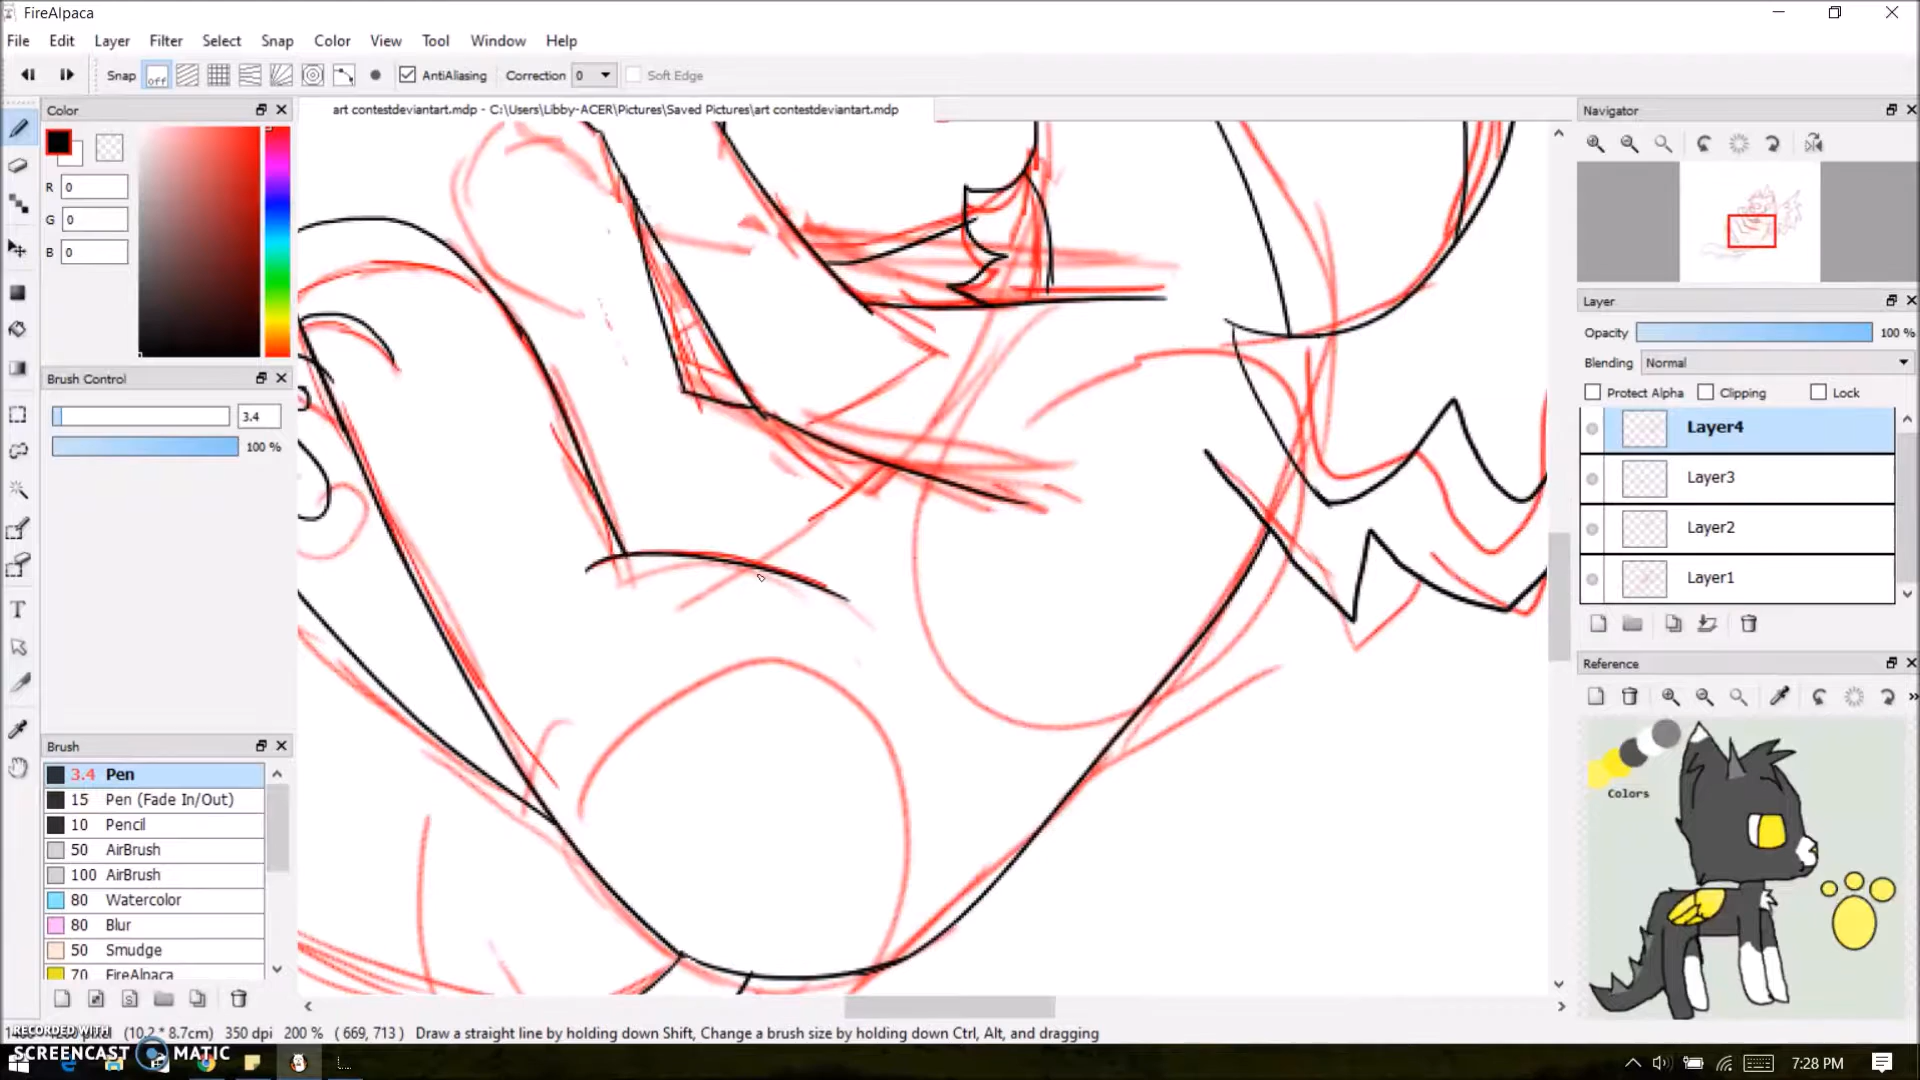 FireAlpaca
File Edit Layer Filter Select Snap Color View Tool Window Help
Snap off AntiAliasing Correction 0 Soft Edge
Color
art contestdeviantart.mdp - C:\Users\Libby-ACER\Pictures\Saved Pictures\art contestdeviantart.mdp
Navigator
R 0
G 0
B 0
Layer
Opacity 100 %
Blending Normal
Protect Alpha Clipping Lock
Brush Control
3.4
100 %
Layer4
Layer3
Layer2
Layer1
Reference
Colors
Brush
3.4 Pen
15 Pen (Fade In/Out)
10 Pencil
50 AirBrush
100 AirBrush
80 Watercolor
80 Blur
50 Smudge
70 FireAlpaca
(10.2 * 8.7cm) 350 dpi 200 % ( 669, 713 ) Draw a straight line by holding down Shift, Change a brush size by holding down Ctrl, Alt, and dragging
RECORDED WITH
SCREENCAST MATIC
7:28 PM